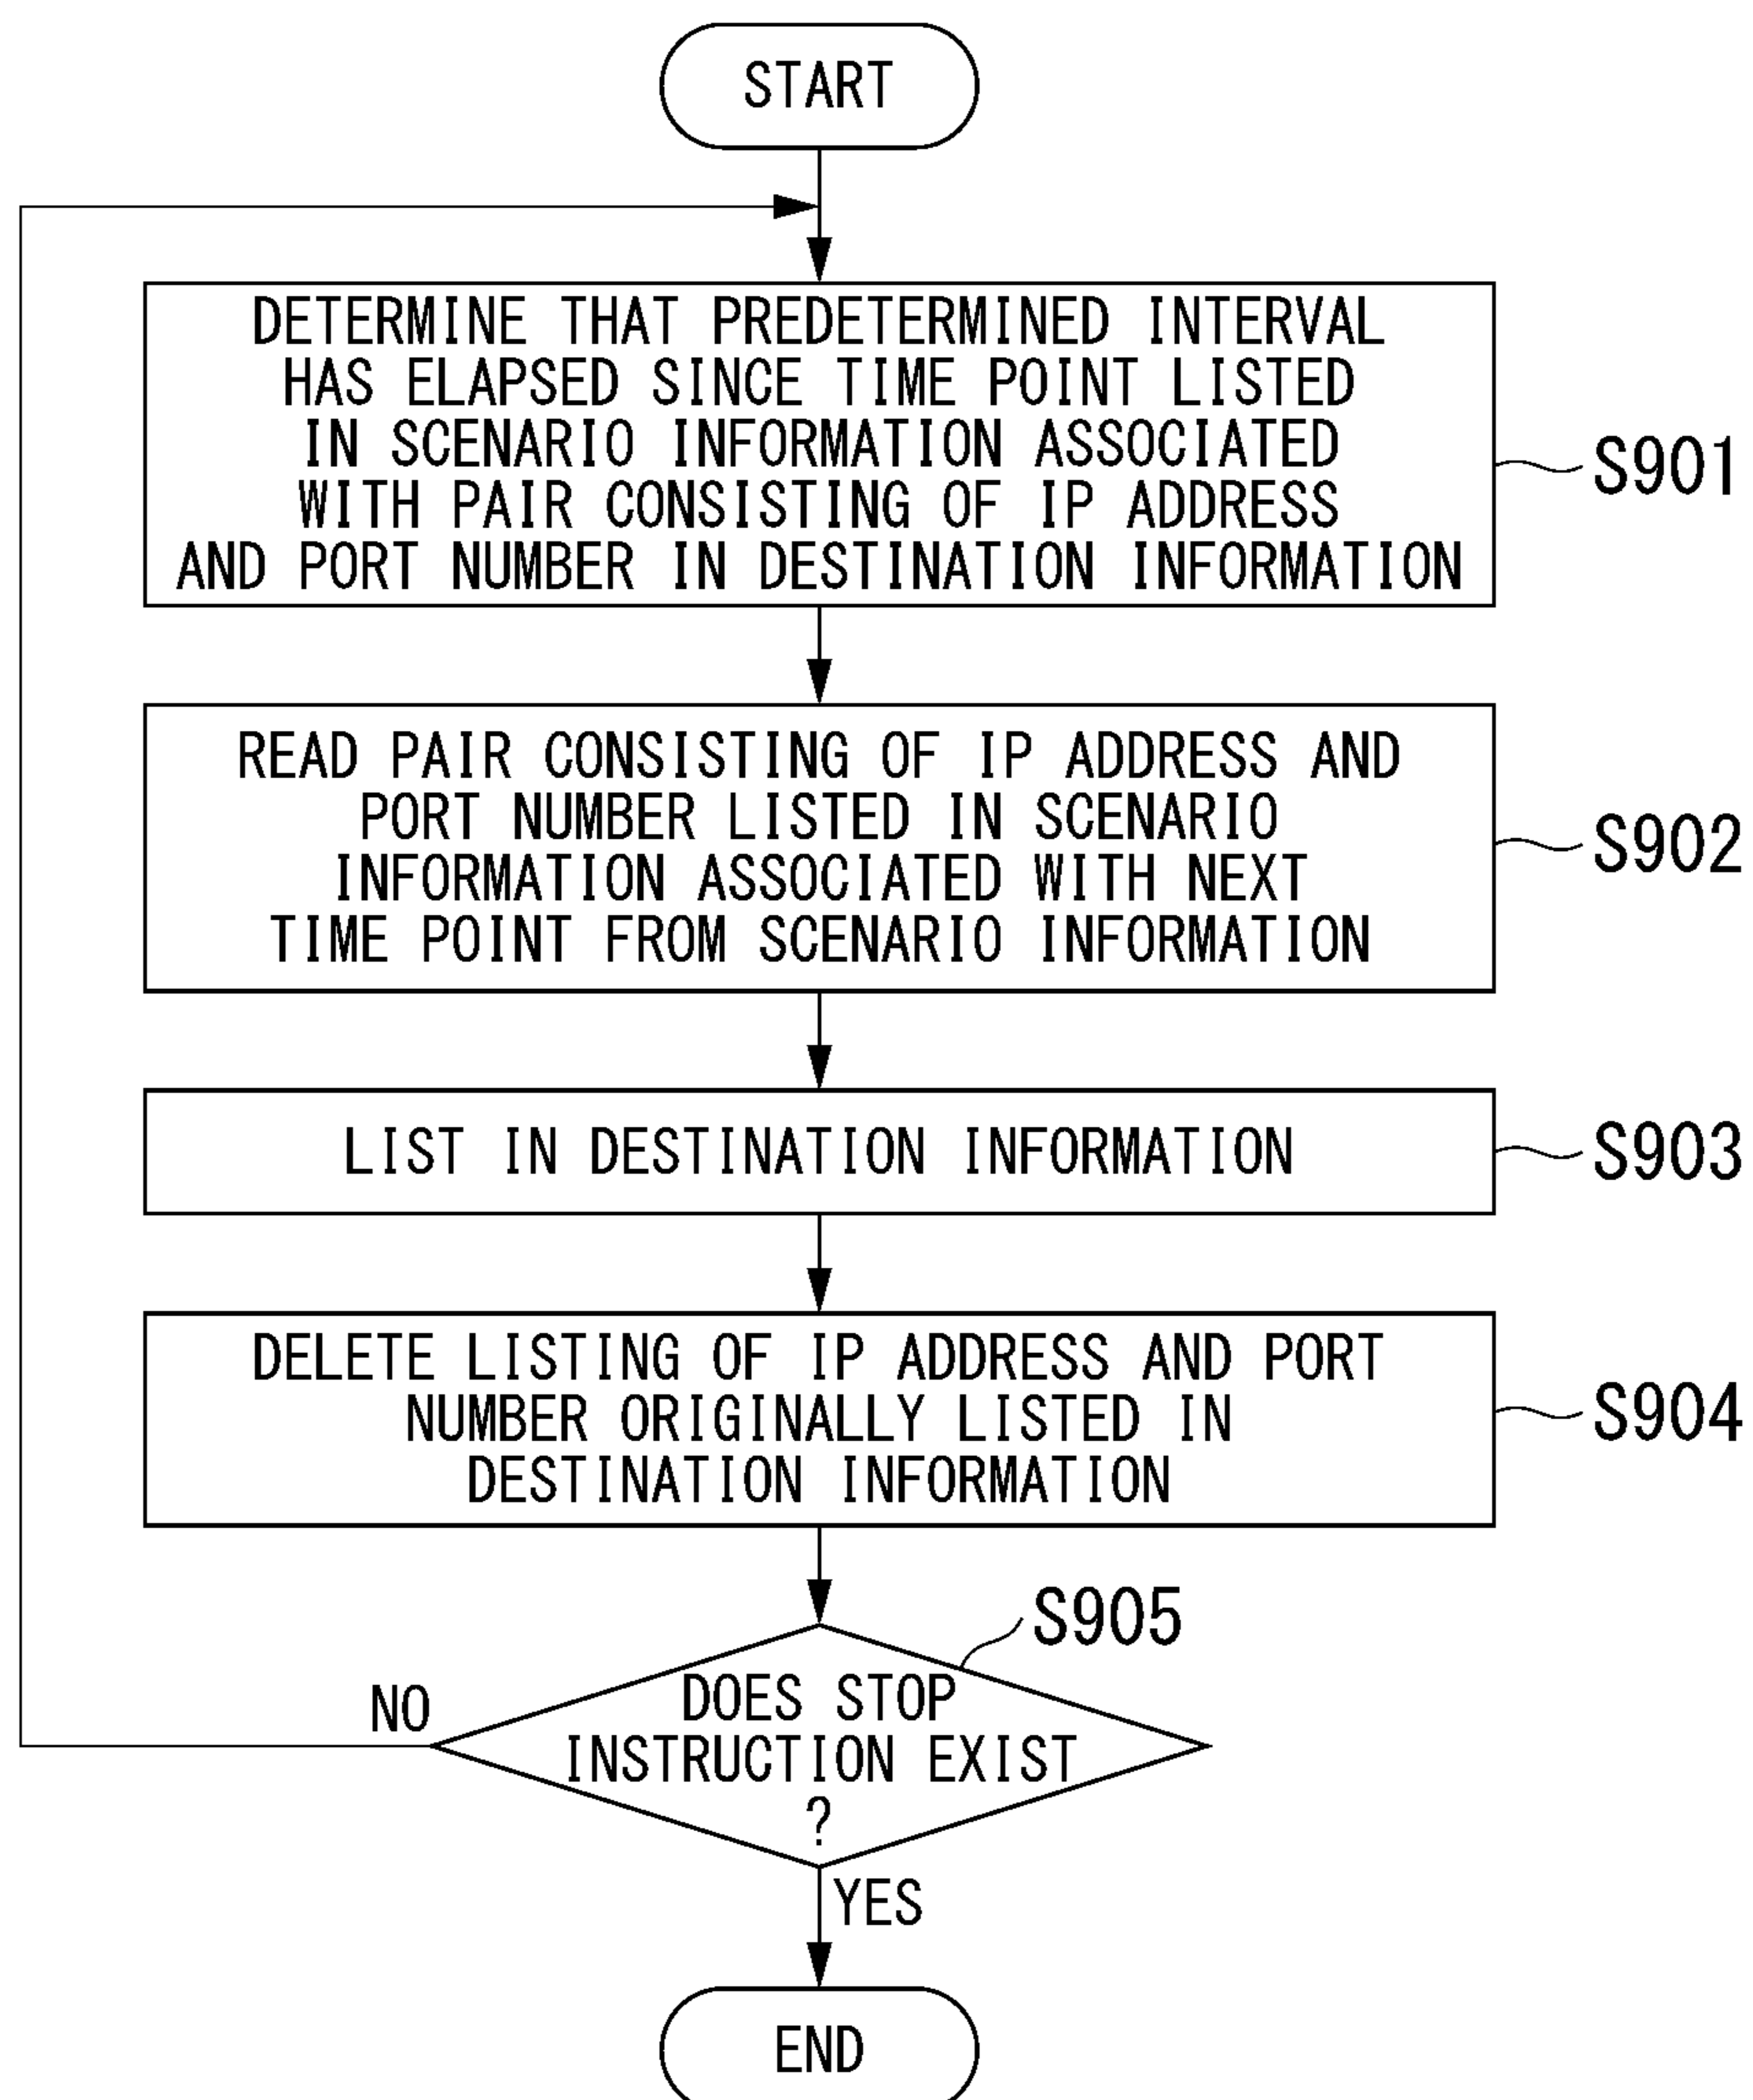 START
DETERMINE THAT PREDETERMINED INTERVAL
HAS ELAPSED SINCE TIME POINT LISTED
IN SCENARIO INFORMATION ASSOCIATED
WITH PAIR CONSISTING OF IP ADDRESS
AND PORT NUMBER IN DESTINATION INFORMATION
S901
READ PAIR CONSISTING OF IP ADDRESS AND
PORT NUMBER LISTED IN SCENARIO
INFORMATION ASSOCIATED WITH NEXT
TIME POINT FROM SCENARIO INFORMATION
S902
LIST IN DESTINATION INFORMATION
S903
DELETE LISTING OF IP ADDRESS AND PORT
NUMBER ORIGINALLY LISTED IN
DESTINATION INFORMATION
S904
S905
NO
DOES STOP
INSTRUCTION EXIST
?
YES
END